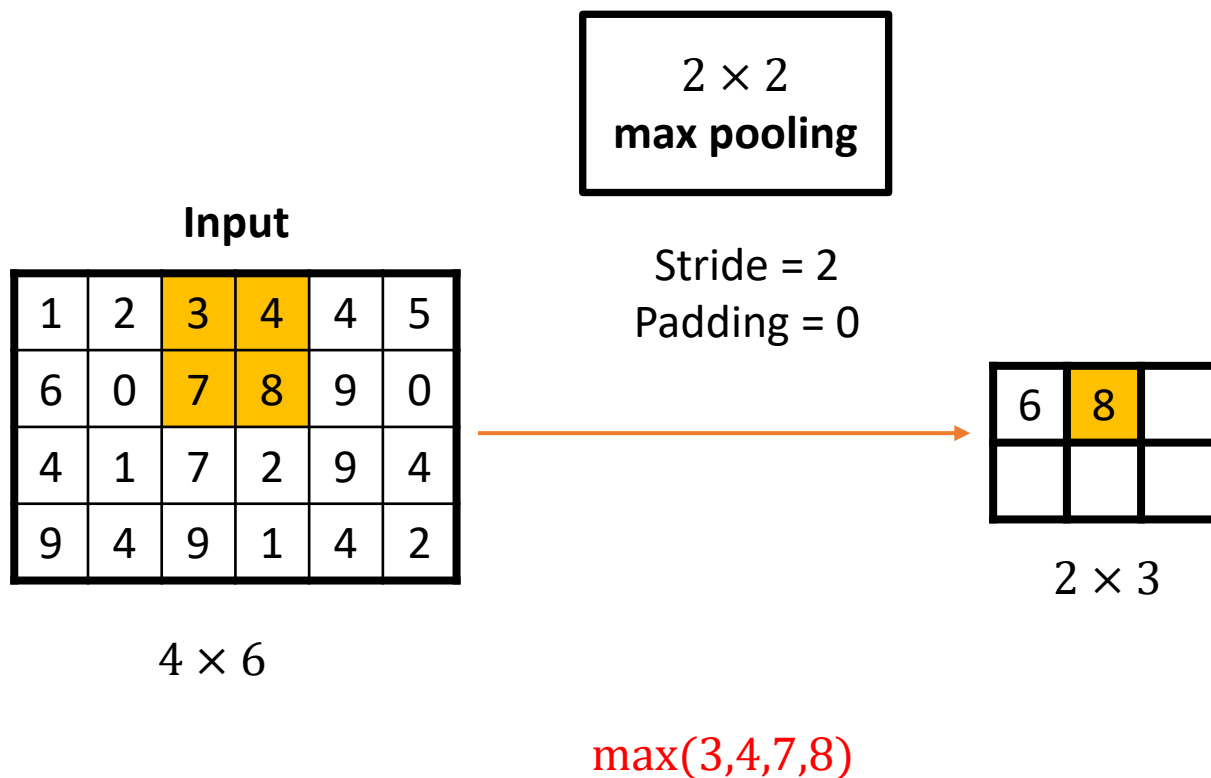 2 × 2
max pooling
Input
Stride = 2
Padding = 0
1 2 3 4 4 5
6 0 7 8 9 0
4 1 7 2 9 4
9 4 9 1 4 2
6 8
2 × 3
4 × 6
max(3,4,7,8)